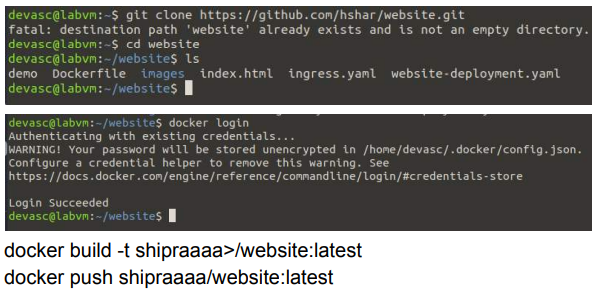 devasc@labvm:~$ git clone https://github.com/hshar/website.git
fatal: destination path 'website' already exists and is not an empty directory.
devasc@labvm:~$ cd website
devasc@labvm:~/website$ ls
demo Dockerfile images index.html ingress.yaml website-deployment.yaml
devasc@labvm:~/website$
devasc@labvm:~/website$ docker login
Authenticating with existing credentials...
WARNING! Your password will be stored unencrypted in /home/devasc/.docker/config.json.
Configure a credential helper to remove this warning. See
https://docs.docker.com/engine/reference/commandline/login/#credentials-store
Login Succeeded
devasc@labvm:~/website$
docker build -t shipraaaa>/website:latest
docker push shipraaaa/website:latest